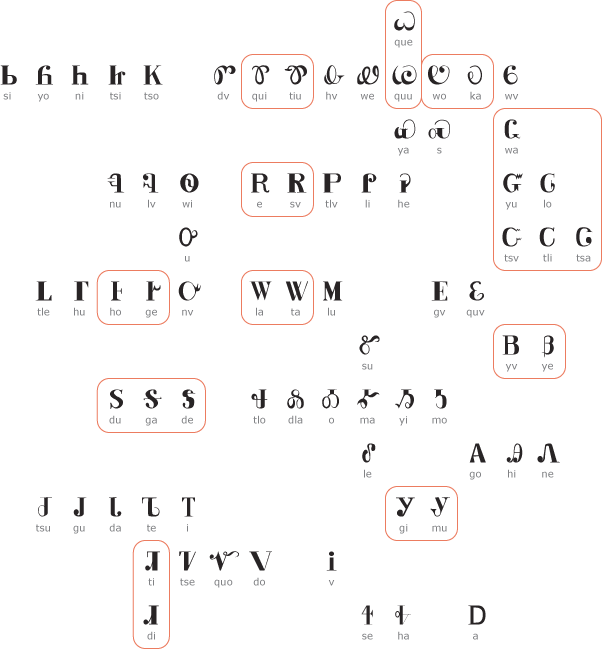 Ꮗ
que
Ꮟ Ᏺ Ꮒ Ꮵ Ꮶ Ꮫ Ꮘ Ꮱ Ꮂ Ꮺ Ꮚ Ꮼ Ꭷ Ꮾ
si yo ni tsi tso dv qui tiu hv we quu wo ka wv
Ꮿ Ꮝ Ꮹ
ya s wa
Ꮔ Ꮈ Ꮻ Ꭱ Ꮢ Ꮲ Ꮅ Ꭾ Ᏻ Ꮆ
nu lv wi e sv tlv li he yu lo
Ꭴ Ꮸ Ꮯ Ꮳ
u tsv tli tsa
Ꮮ Ꮁ Ꮀ Ꭸ Ꮕ Ꮃ Ꮤ Ꮇ Ꭼ Ꮛ
tle hu ho ge nv la ta lu gv quv
Ꮡ Ᏼ Ᏸ
su yv ye
Ꮪ Ꭶ Ꮥ Ꮰ Ꮬ Ꭳ Ꮉ Ᏹ Ꮌ
du ga de tlo dla o ma yi mo
Ꮄ Ꭺ Ꭿ Ꮑ
le go hi ne
Ꮷ Ꭻ Ꮣ Ꮦ Ꭲ Ꭹ Ꮍ
tsu gu da te i gi mu
Ꮨ Ꮴ Ꮙ Ꮩ Ꭵ
ti tse quo do v
Ꮧ Ꮞ Ꭽ Ꭰ
di se ha a